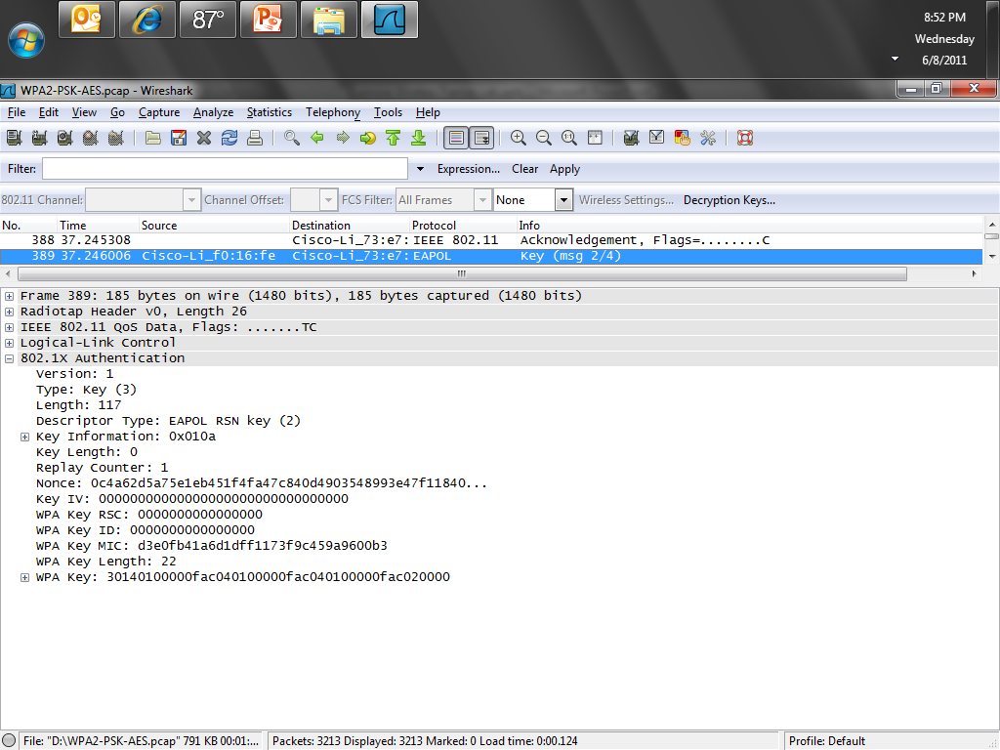 87°
8:52 PM
Wednesday
6/8/2011
WPA2-PSK-AES.pcap - Wireshark
File Edit View Go Capture Analyze Statistics Telephony Tools Help
Filter: Expression... Clear Apply
802.11 Channel: Channel Offset: FCS Filter: All Frames None Wireless Settings... Decryption Keys...
No. Time Source Destination Protocol Info
388 37.245308 Cisco-Li_73:e7: IEEE 802.11 Acknowledgement, Flags=........C
389 37.246006 Cisco-Li_f0:16:fe Cisco-Li_73:e7: EAPOL Key (msg 2/4)
Frame 389: 185 bytes on wire (1480 bits), 185 bytes captured (1480 bits)
Radiotap Header v0, Length 26
IEEE 802.11 QoS Data, Flags: .......TC
Logical-Link Control
802.1X Authentication
Version: 1
Type: Key (3)
Length: 117
Descriptor Type: EAPOL RSN key (2)
Key Information: 0x010a
Key Length: 0
Replay Counter: 1
Nonce: 0c4a62d5a75e1eb451f4fa47c840d4903548993e47f11840...
Key IV: 00000000000000000000000000000000
WPA Key RSC: 0000000000000000
WPA Key ID: 0000000000000000
WPA Key MIC: d3e0fb41a6d1dff1173f9c459a9600b3
WPA Key Length: 22
WPA Key: 30140100000fac040100000fac040100000fac020000
File: "D:\WPA2-PSK-AES.pcap" 791 KB 00:01:... Packets: 3213 Displayed: 3213 Marked: 0 Load time: 0:00.124 Profile: Default